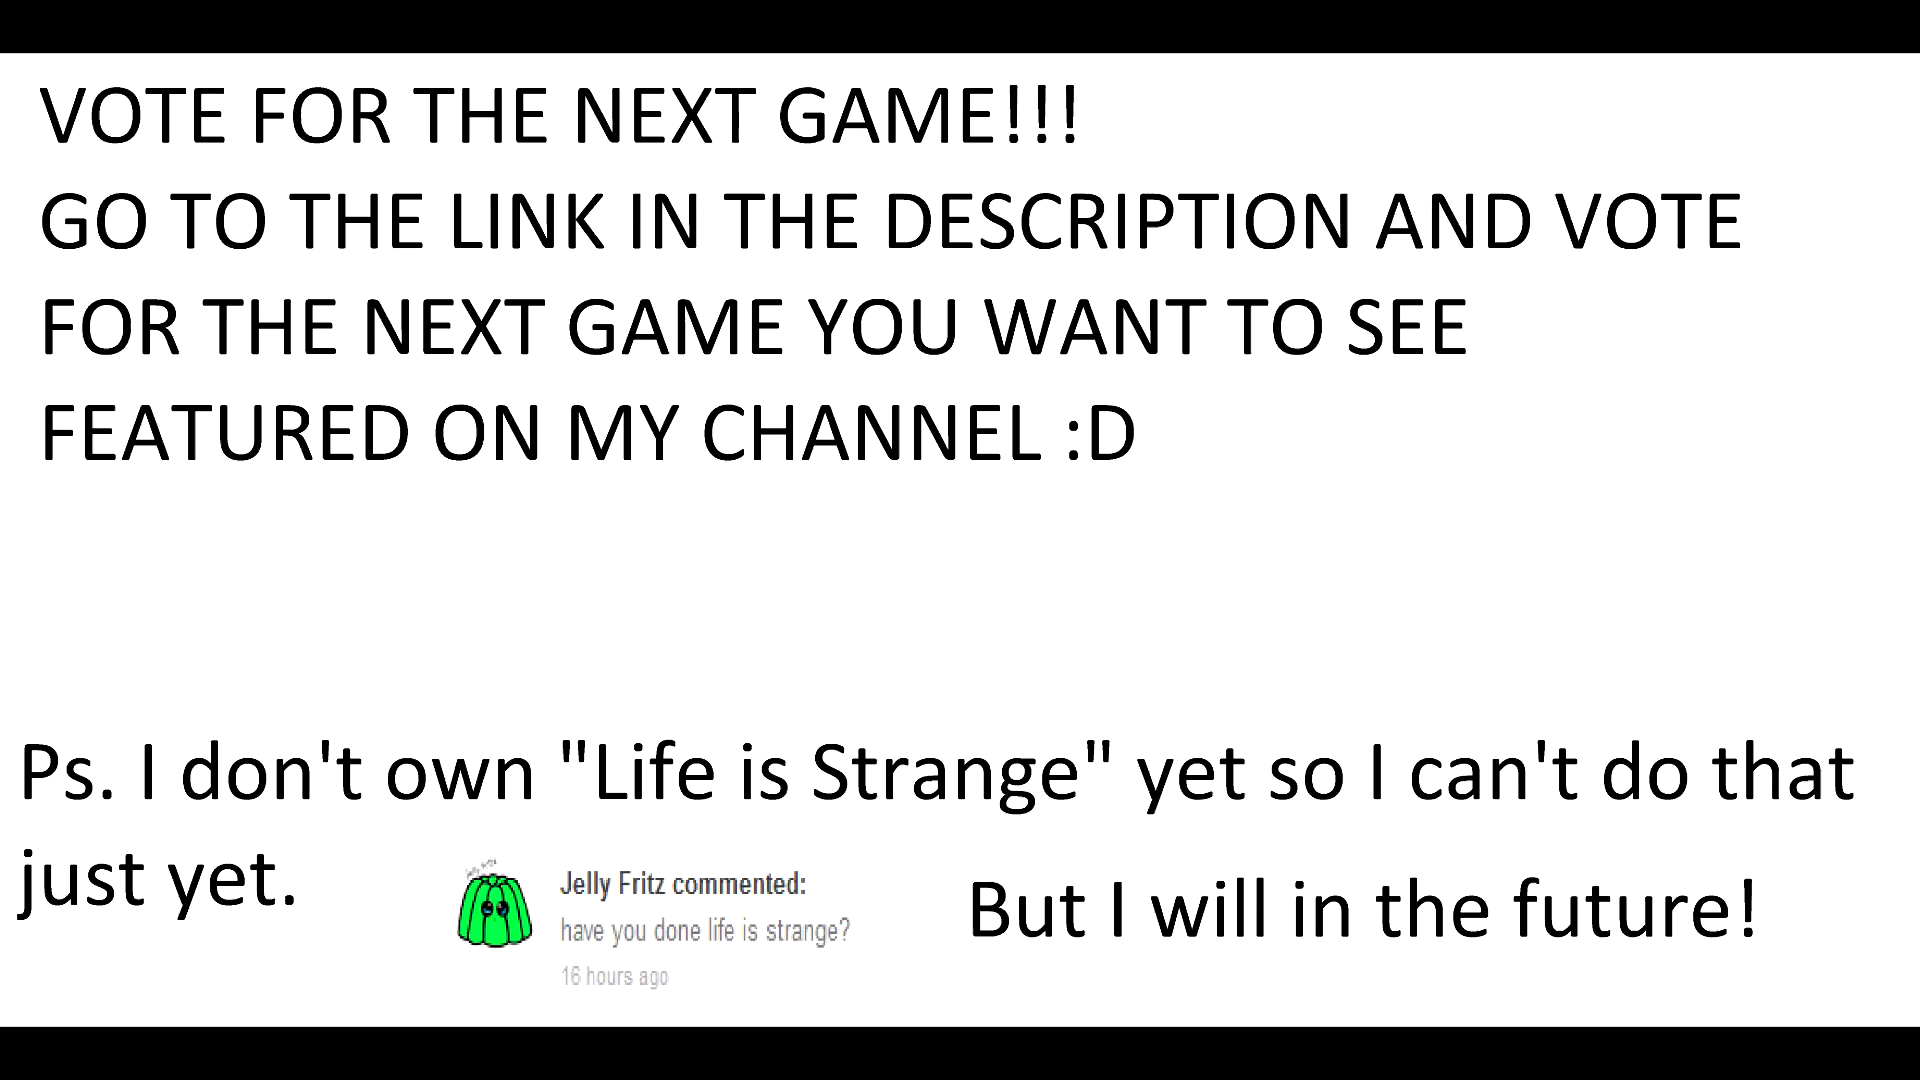 VOTE FOR THE NEXT GAME!!!
GO TO THE LINK IN THE DESCRIPTION AND VOTE
FOR THE NEXT GAME YOU WANT TO SEE
FEATURED ON MY CHANNEL :D
Ps. I don't own "Life is Strange" yet so I can't do that
just yet.
Jelly Fritz commented:
have you done life is strange?
16 hours ago
But I will in the future!